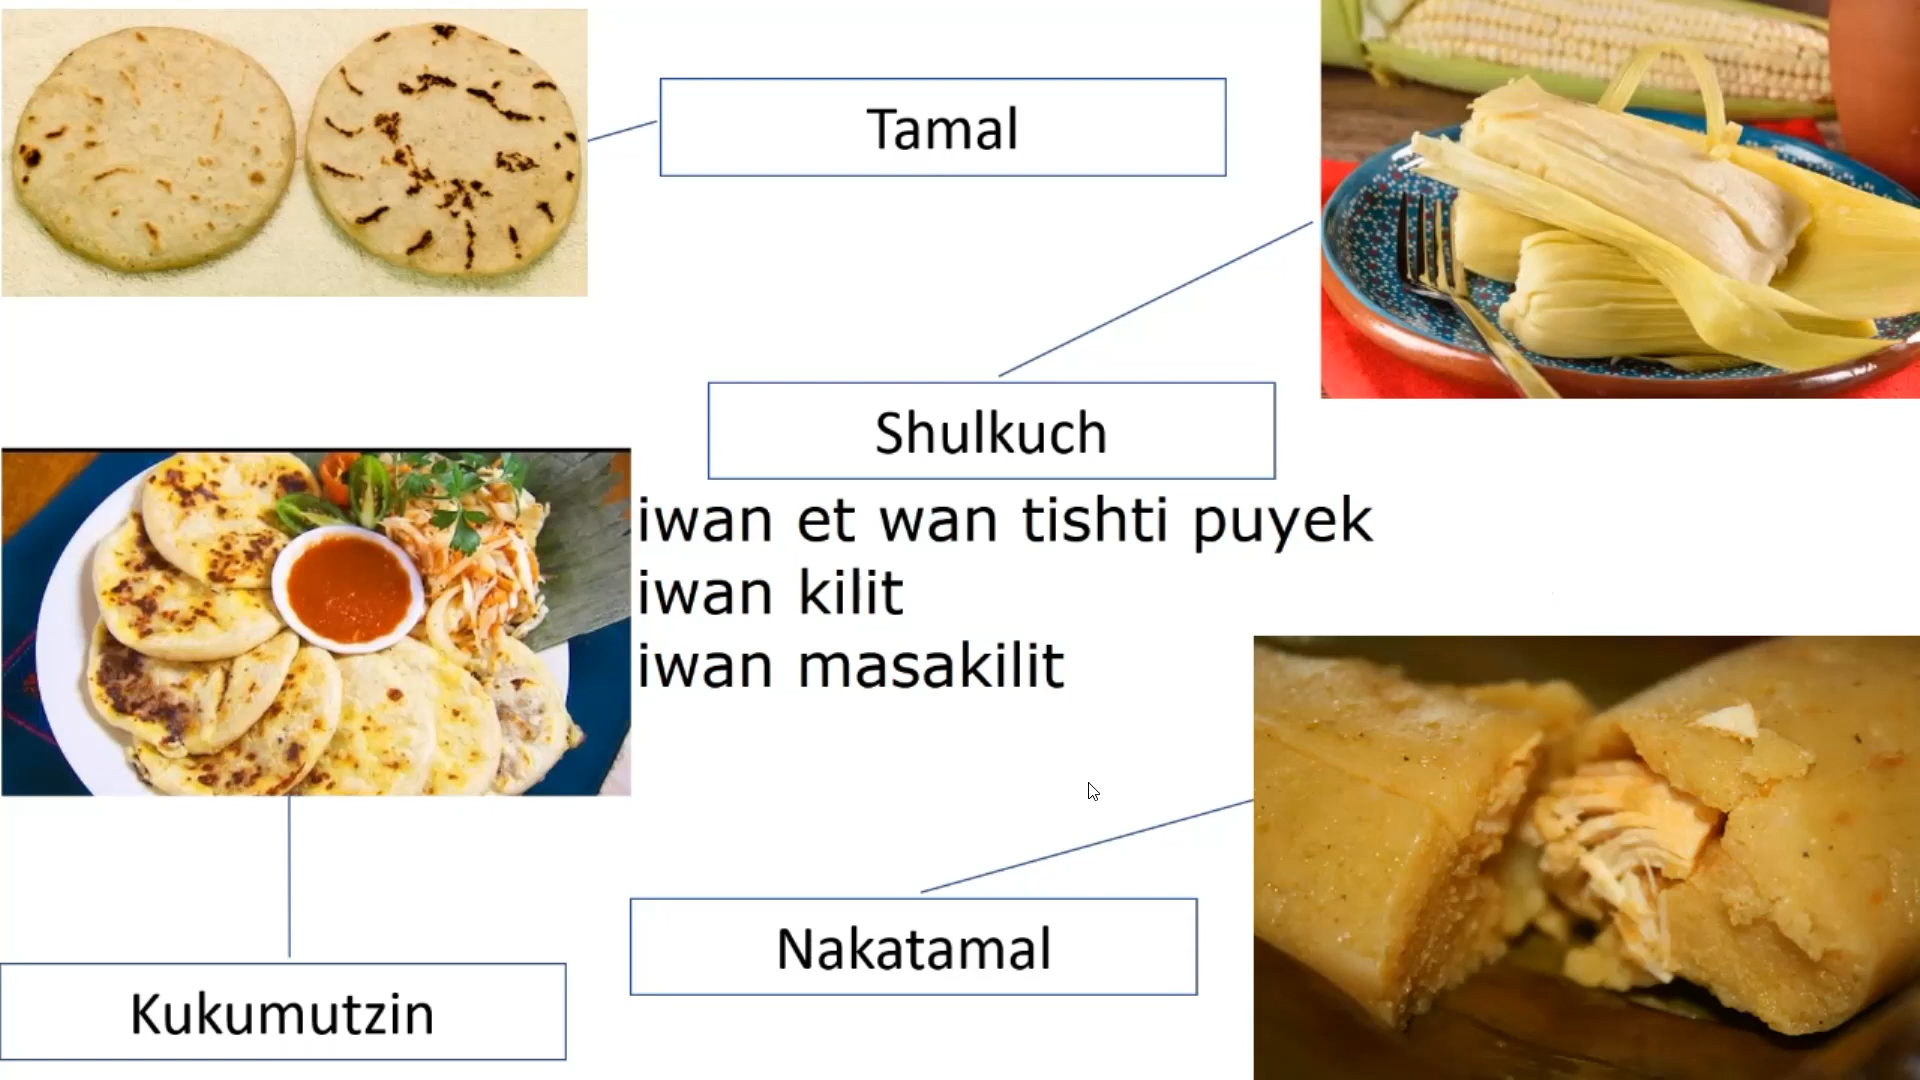 Tamal
Shulkuch
iwan et wan tishti puyek
iwan kilit
iwan masakilit
Nakatamal
Kukumutzin